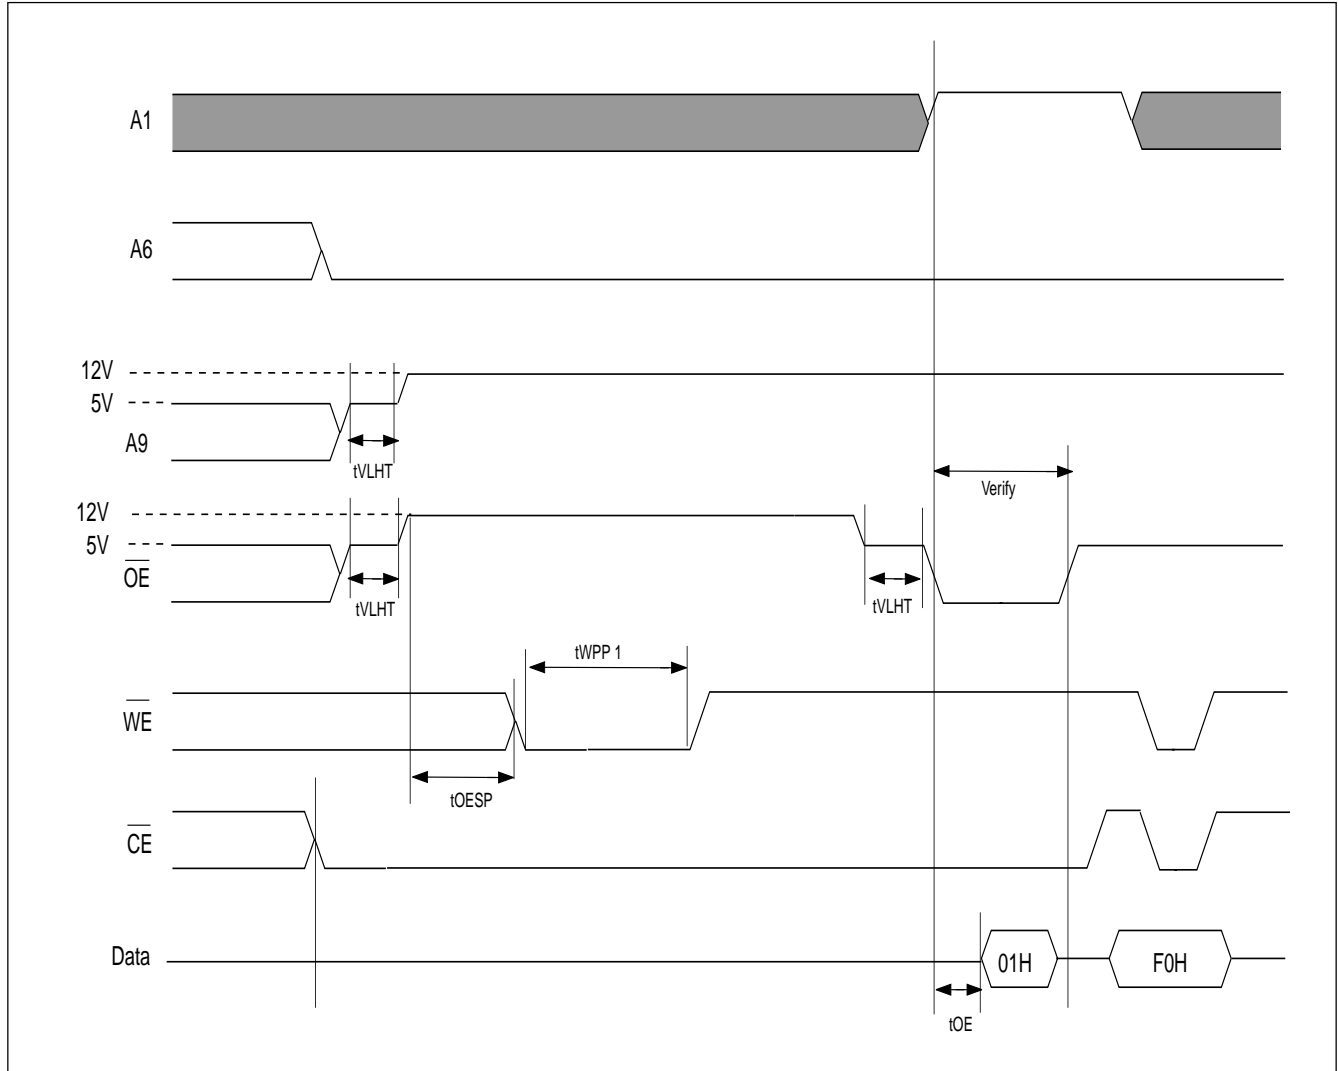 A1
A6
12V
5V
A9
tVLHT
Verify
12V
5V
OE
tVLHT
tVLHT
tWPP 1
WE
tOESP
CE
Data
01H
F0H
tOE